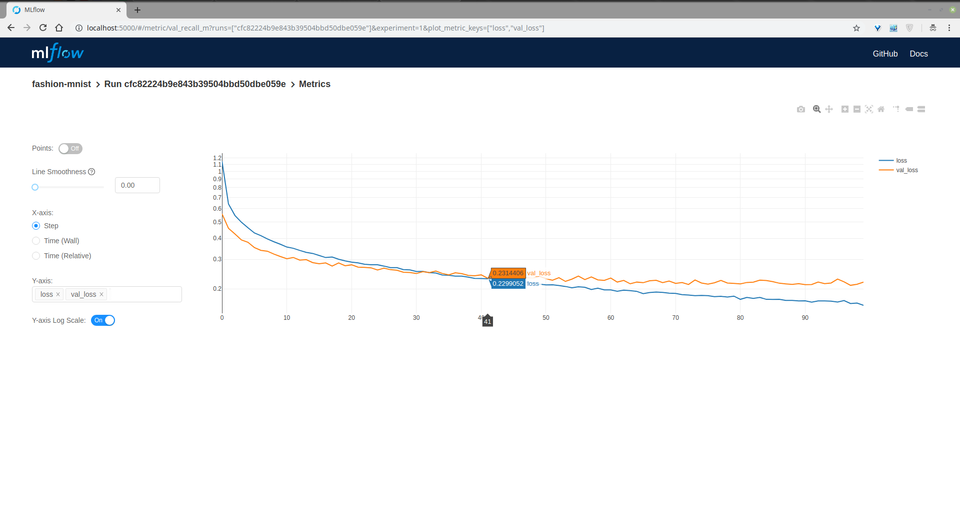 MLflow
localhost:5000/#/metric/val_recall_m?runs=["cfc82224b9e843b39504bbd50dbe059e"]&experiment=1&plot_metric_keys=["loss","val_loss"]
mlflow
GitHub Docs
fashion-mnist > Run cfc82224b9e843b39504bbd50dbe059e > Metrics
Points: Off
Line Smoothness ?
0.00
X-axis:
Step
Time (Wall)
Time (Relative)
Y-axis:
loss × val_loss ×
Y-axis Log Scale: On
1.2
1.1
1
0.9
0.8
0.7
0.6
0.5
0.4
0.3
0.2
0.2314406 val_loss
0.2299052 loss
0 10 20 30 50 60 70 80 90
41
loss
val_loss